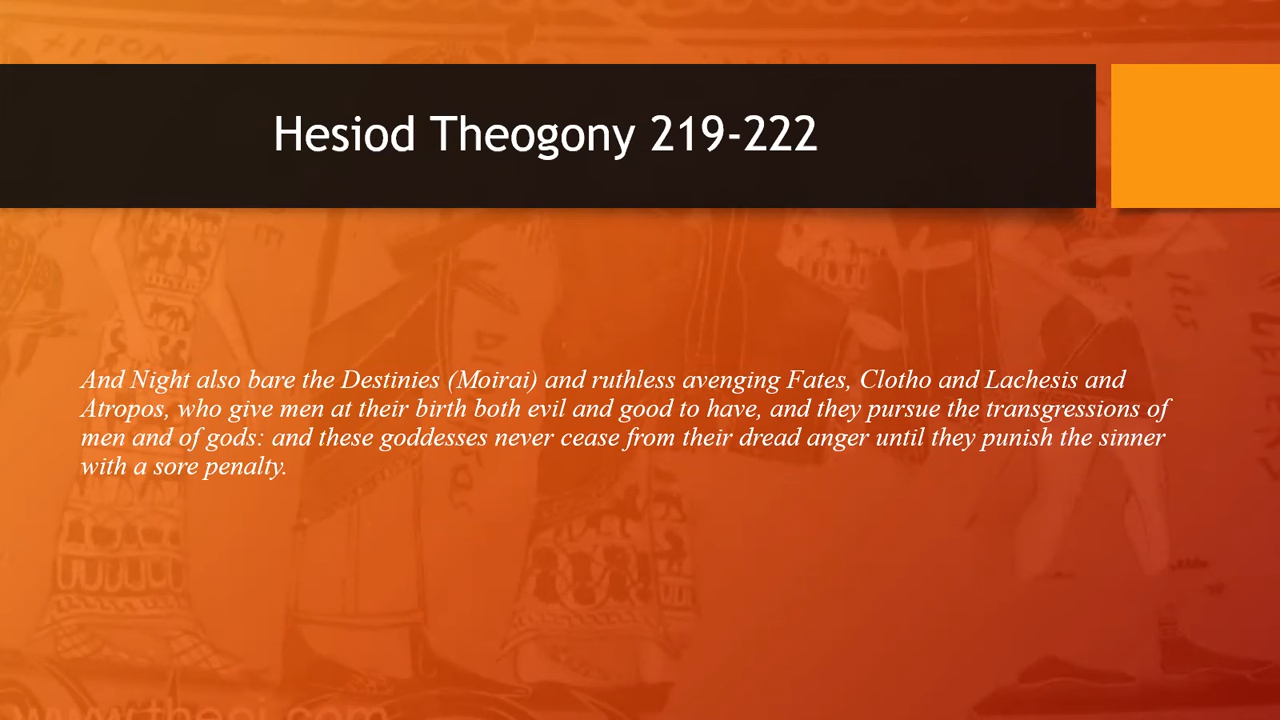 Hesiod Theogony 219-222
And Night also bare the Destinies (Moirai) and ruthless avenging Fates, Clotho and Lachesis and
Atropos, who give men at their birth both evil and good to have, and they pursue the transgressions of
men and of gods: and these goddesses never cease from their dread anger until they punish the sinner
with a sore penalty.
www.theoi.com